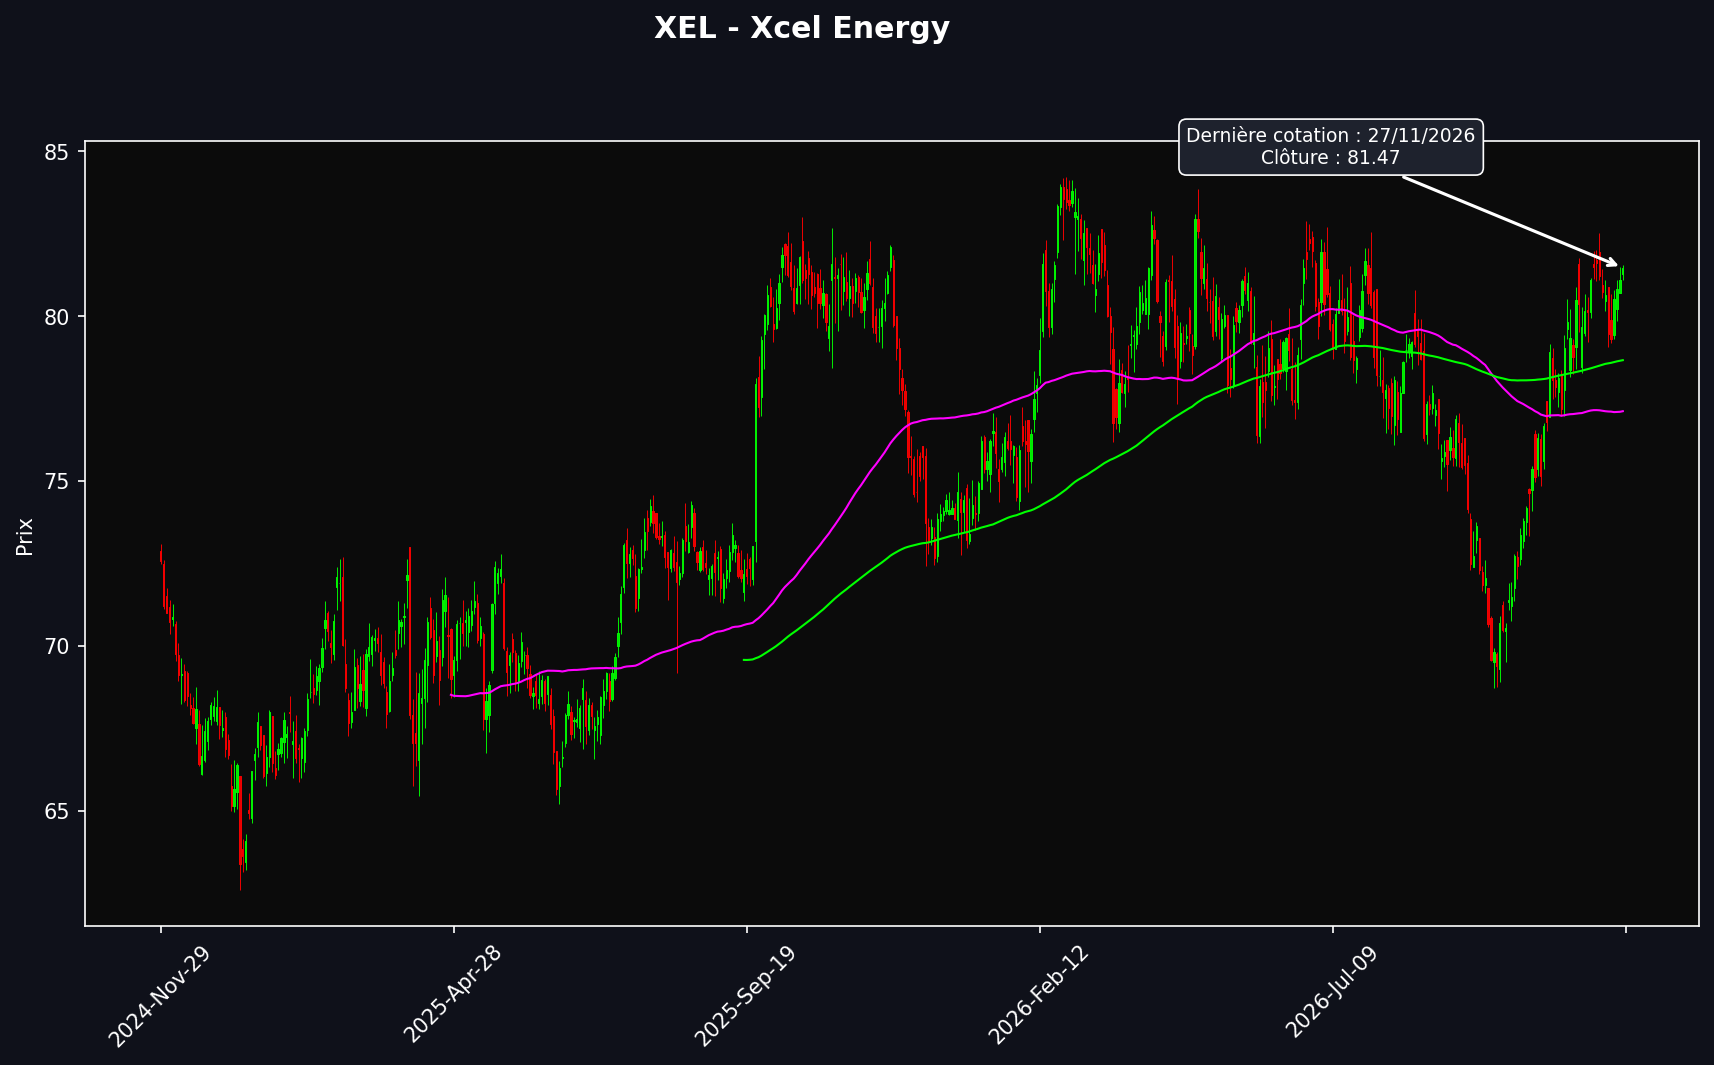 XEL - Xcel Energy
Dernière cotation : 27/11/2026
Clôture : 81.47
85
80
75
70
65
Prix
2024-Nov-29
2025-Apr-28
2025-Sep-19
2026-Feb-12
2026-Jul-09